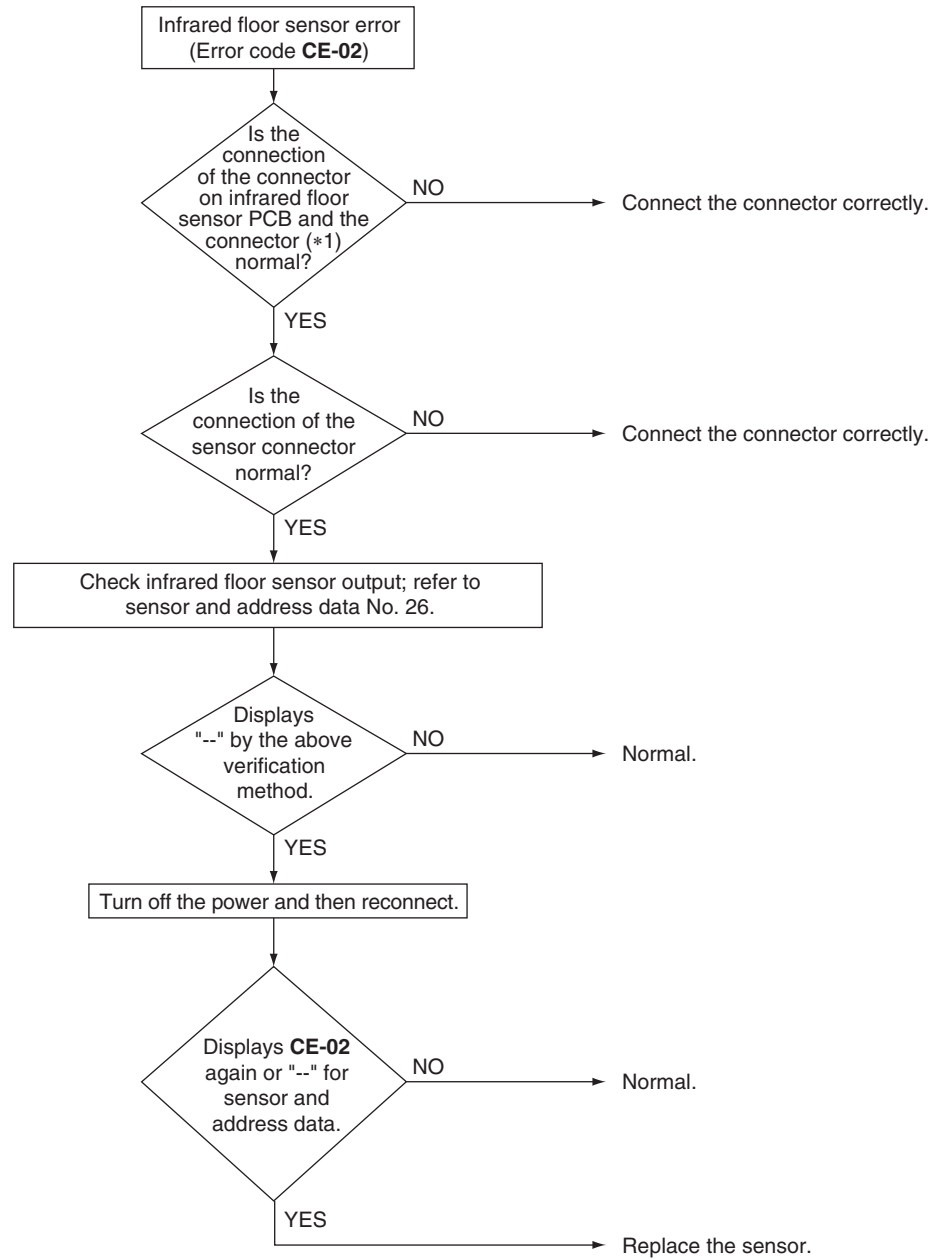 Infrared floor sensor error
(Error code CE-02)
Is the
connection
of the connector
on infrared floor
sensor PCB and the
connector (*1)
normal?
NO
Connect the connector correctly.
YES
Is the
connection of the
sensor connector
normal?
NO
Connect the connector correctly.
YES
Check infrared floor sensor output; refer to
sensor and address data No. 26.
Displays
"--" by the above
verification
method.
NO
Normal.
YES
Turn off the power and then reconnect.
Displays CE-02
again or "--" for
sensor and
address data.
NO
Normal.
YES
Replace the sensor.